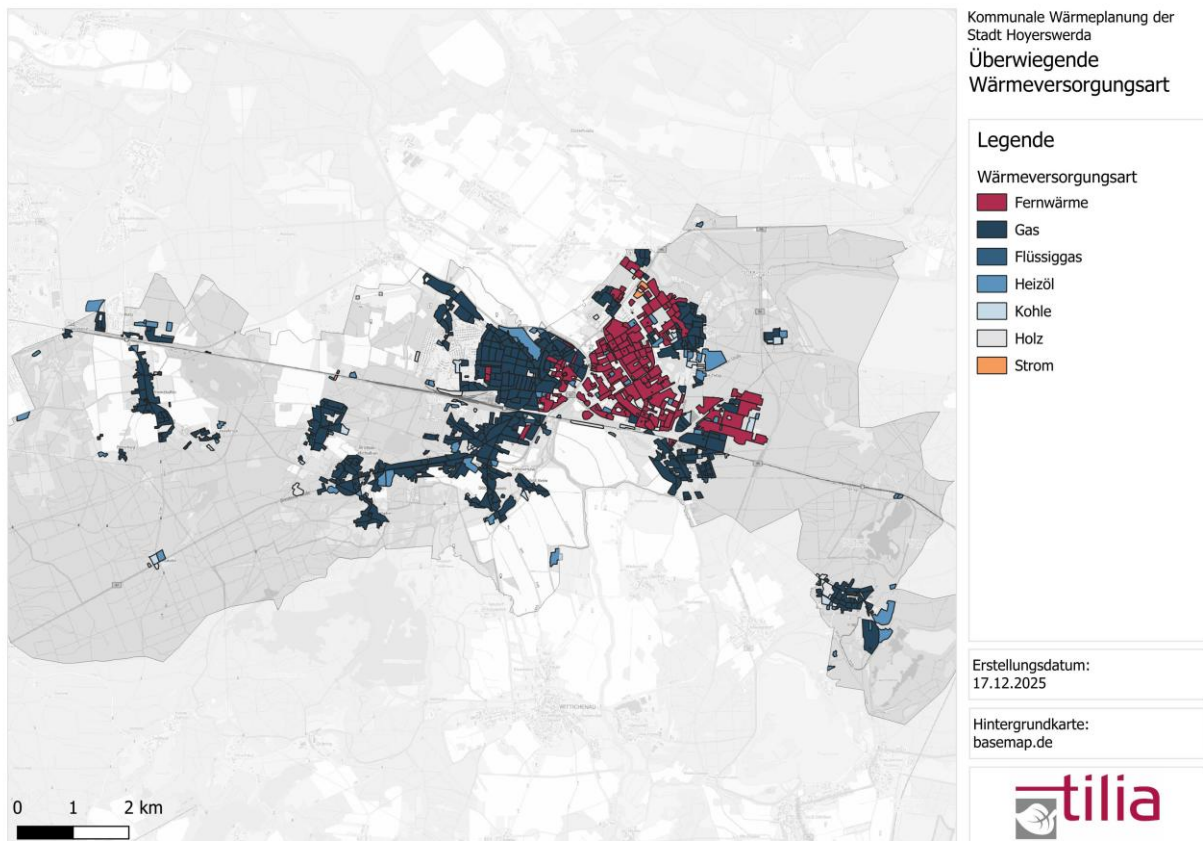 Kommunale Wärmeplanung der
Stadt Hoyerswerda
Überwiegende
Wärmeversorgungsart
Legende
Wärmeversorgungsart
Fernwärme
Gas
Flüssiggas
Heizöl
Kohle
Holz
Strom
WITTICHENAU
0 1 2 km
Erstellungsdatum:
17.12.2025
Hintergrundkarte:
basemap.de
tilia